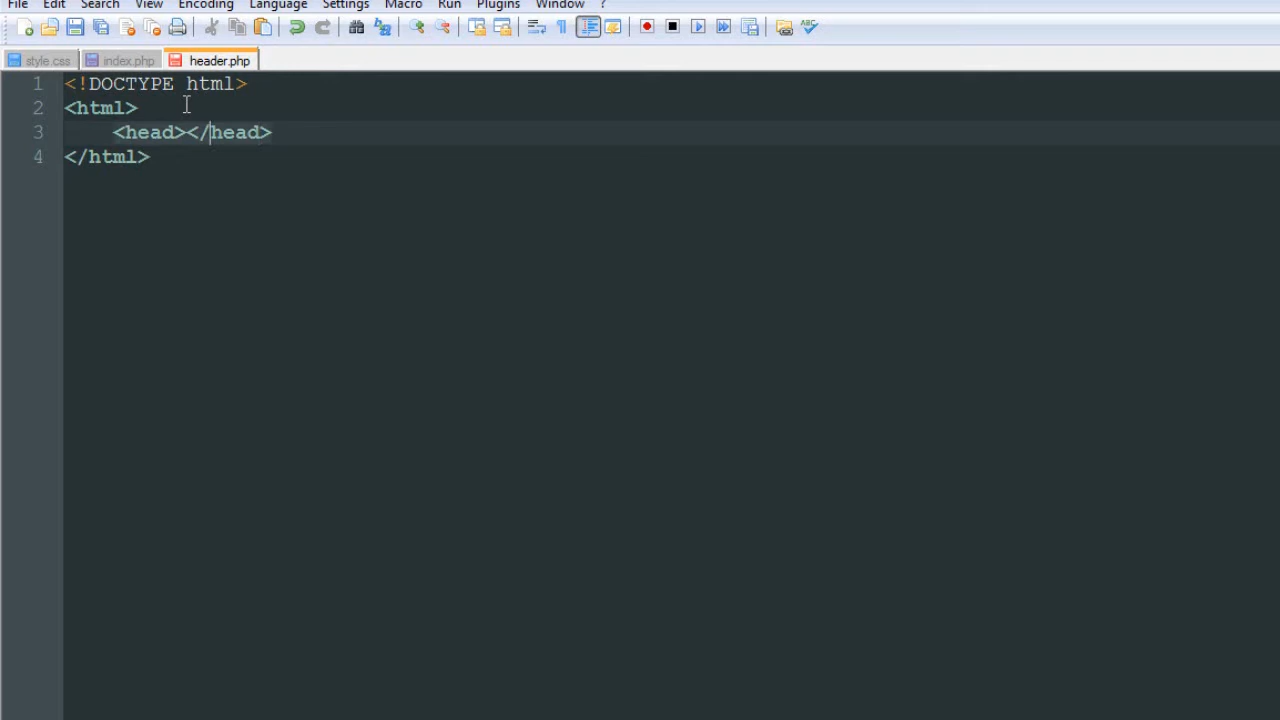 File Edit Search View Encoding Language Settings Macro Run Plugins Window ?
style.css index.php header.php
1 <!DOCTYPE html>
2 <html>
3 <head></head>
4 </html>